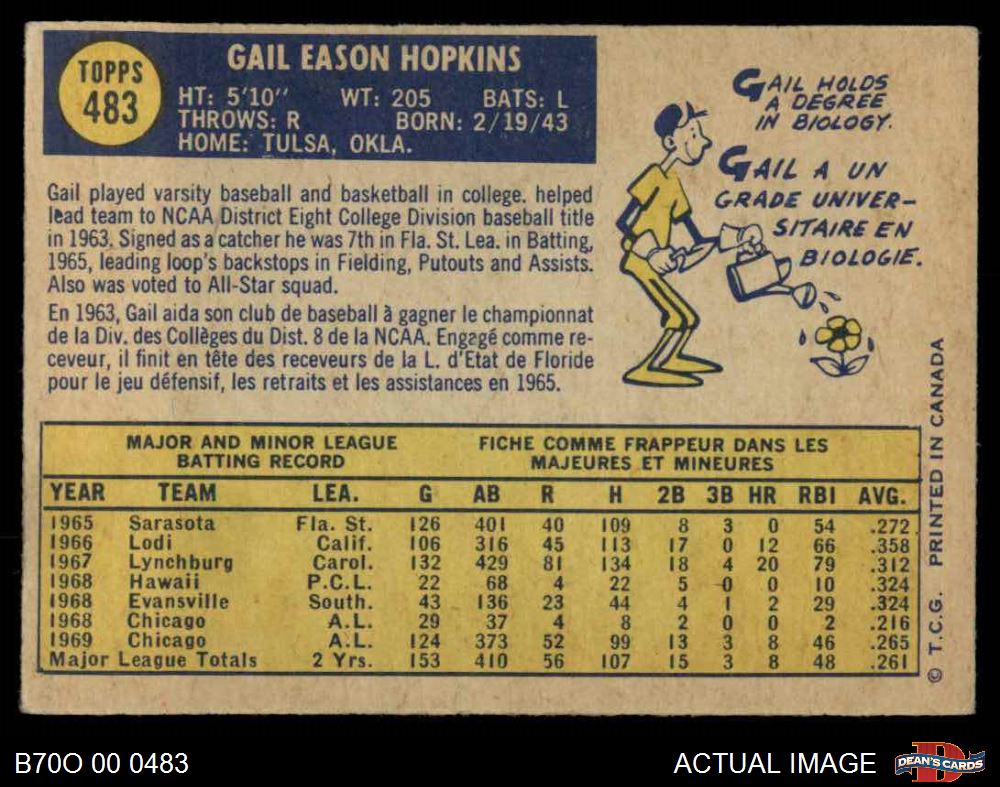 TOPPS
483
GAIL EASON HOPKINS
HT: 5'10" WT: 205 BATS: L
THROWS: R BORN: 2/19/43
HOME: TULSA, OKLA.
GAIL HOLDS
A DEGREE
IN BIOLOGY.
GAIL A UN
GRADE UNIVER-
SITAIRE EN
BIOLOGIE.
Gail played varsity baseball and basketball in college. helped
lead team to NCAA District Eight College Division baseball title
in 1963. Signed as a catcher he was 7th in Fla. St. Lea. in Batting,
1965, leading loop's backstops in Fielding, Putouts and Assists.
Also was voted to All-Star squad.
En 1963, Gail aida son club de baseball à gagner le championnat
de la Div. des Collèges du Dist. 8 de la NCAA. Engagé comme re-
ceveur, il finit en tête des receveurs de la L. d'Etat de Floride
pour le jeu défensif, les retraits et les assistances en 1965.
MAJOR AND MINOR LEAGUE
BATTING RECORD
FICHE COMME FRAPPEUR DANS LES
MAJEURES ET MINEURES
YEAR TEAM LEA. G AB R H 2B 3B HR RBI AVG.
1965 Sarasota Fla. St. 126 401 40 109 8 3 0 54 .272
1966 Lodi Calif. 106 316 45 113 17 0 12 66 .358
1967 Lynchburg Carol. 132 429 81 134 18 4 20 79 .312
1968 Hawaii P.C.L. 22 68 4 22 5 0 0 10 .324
1968 Evansville South. 43 136 23 44 4 1 2 29 .324
1968 Chicago A.L. 29 37 4 8 2 0 0 2 .216
1969 Chicago A.L. 124 373 52 99 13 3 8 46 .265
Major League Totals 2 Yrs. 153 410 56 107 15 3 8 48 .261
© T.C.G. PRINTED IN CANADA
B70O 00 0483
ACTUAL IMAGE
DEAN'S CARDS